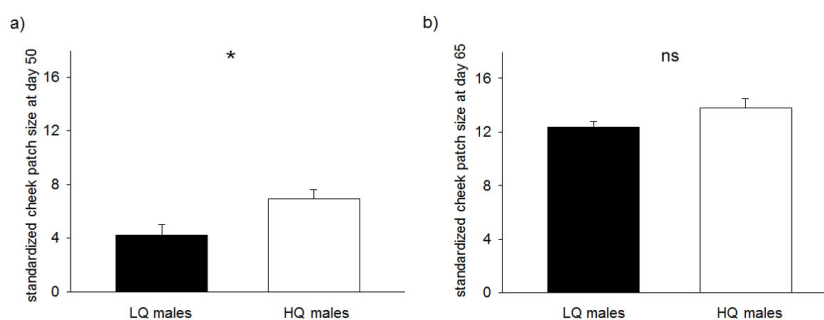 a)
standardized cheek patch size at day 50
*
16
12
8
4
0
LQ males
HQ males
b)
standardized cheek patch size at day 65
ns
16
12
8
4
0
LQ males
HQ males